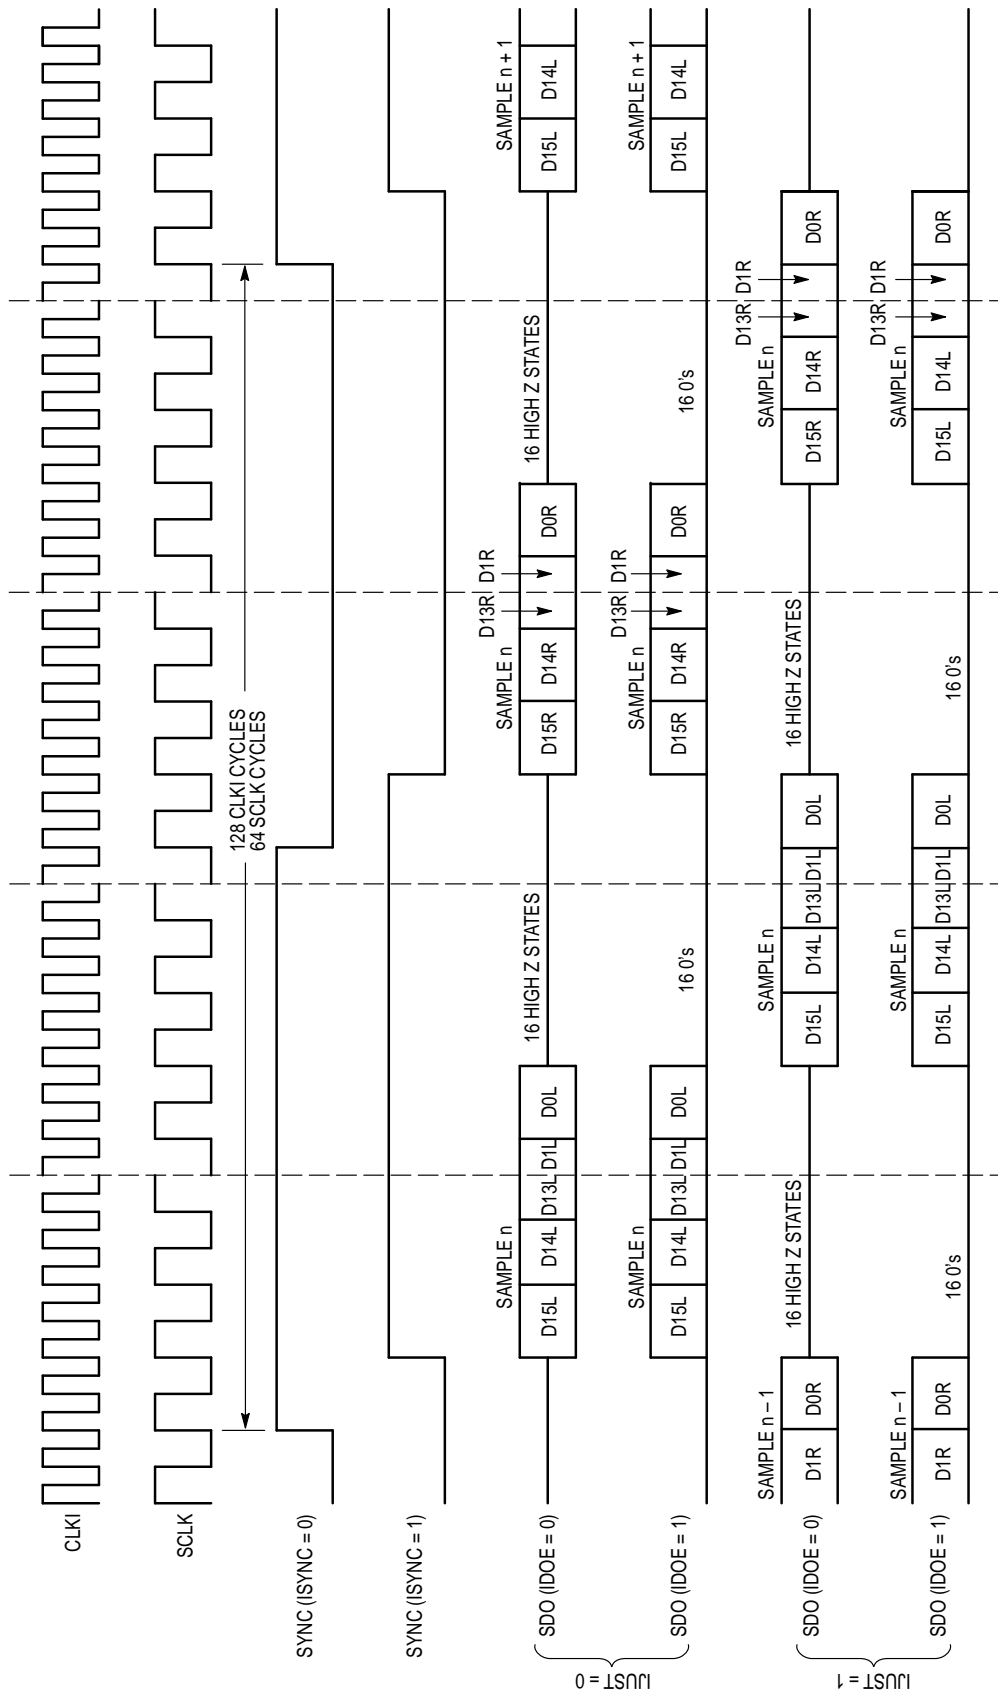 CLKI
SCLK
128 CLKI CYCLES
64 SCLK CYCLES
SYNC (ISYNC = 0)
SYNC (ISYNC = 1)
IJUST = 0
SDO (IDOE = 0)
SAMPLE n
D15L D14L D13L D1L D0L
16 HIGH Z STATES
SAMPLE n
D13R D1R
D15R D14R D0R
16 HIGH Z STATES
SAMPLE n + 1
D15L D14L
SDO (IDOE = 1)
SAMPLE n
D15L D14L D13L D1L D0L
16 0's
SAMPLE n
D13R D1R
D15R D14R D0R
16 0's
SAMPLE n + 1
D15L D14L
IJUST = 1
SDO (IDOE = 0)
SAMPLE n – 1
D1R D0R
16 HIGH Z STATES
SAMPLE n
D15L D14L D13L D1L D0L
16 HIGH Z STATES
SAMPLE n
D13R D1R
D15R D14R D0R
SDO (IDOE = 1)
SAMPLE n – 1
D1R D0R
16 0's
SAMPLE n
D15L D14L D13L D1L D0L
16 0's
SAMPLE n
D13R D1R
D15L D14L D0R